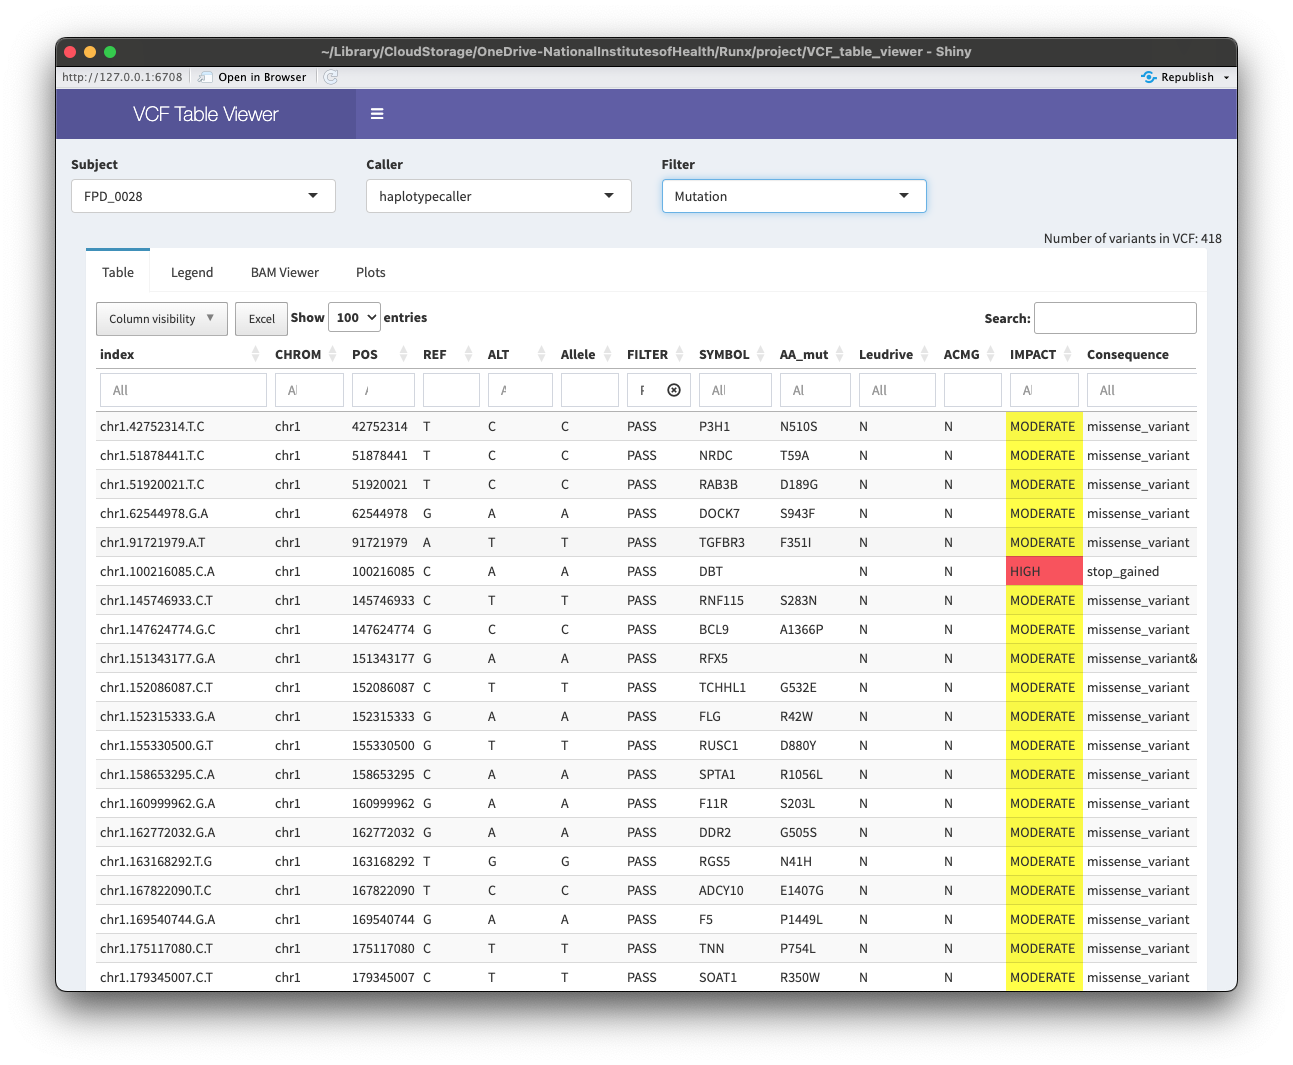 ~/Library/CloudStorage/OneDrive-NationalInstitutesofHealth/Runx/project/VCF_table_viewer - Shiny
http://127.0.0.1:6708 Open in Browser Republish
VCF Table Viewer
Subject Caller Filter
FPD_0028 haplotypecaller Mutation
Number of variants in VCF: 418
Table Legend BAM Viewer Plots
Column visibility Excel Show 100 entries Search:
index CHROM POS REF ALT Allele FILTER SYMBOL AA_mut Leudrive ACMG IMPACT Consequence
All All All Al All All
chr1.42752314.T.C chr1 42752314 T C C PASS P3H1 N510S N N MODERATE missense_variant
chr1.51878441.T.C chr1 51878441 T C C PASS NRDC T59A N N MODERATE missense_variant
chr1.51920021.T.C chr1 51920021 T C C PASS RAB3B D189G N N MODERATE missense_variant
chr1.62544978.G.A chr1 62544978 G A A PASS DOCK7 S943F N N MODERATE missense_variant
chr1.91721979.A.T chr1 91721979 A T T PASS TGFBR3 F351I N N MODERATE missense_variant
chr1.100216085.C.A chr1 100216085 C A A PASS DBT N N HIGH stop_gained
chr1.145746933.C.T chr1 145746933 C T T PASS RNF115 S283N N N MODERATE missense_variant
chr1.147624774.G.C chr1 147624774 G C C PASS BCL9 A1366P N N MODERATE missense_variant
chr1.151343177.G.A chr1 151343177 G A A PASS RFX5 N N MODERATE missense_variant&
chr1.152086087.C.T chr1 152086087 C T T PASS TCHHL1 G532E N N MODERATE missense_variant
chr1.152315333.G.A chr1 152315333 G A A PASS FLG R42W N N MODERATE missense_variant
chr1.155330500.G.T chr1 155330500 G T T PASS RUSC1 D880Y N N MODERATE missense_variant
chr1.158653295.C.A chr1 158653295 C A A PASS SPTA1 R1056L N N MODERATE missense_variant
chr1.160999962.G.A chr1 160999962 G A A PASS F11R S203L N N MODERATE missense_variant
chr1.162772032.G.A chr1 162772032 G A A PASS DDR2 G505S N N MODERATE missense_variant
chr1.163168292.T.G chr1 163168292 T G G PASS RGS5 N41H N N MODERATE missense_variant
chr1.167822090.T.C chr1 167822090 T C C PASS ADCY10 E1407G N N MODERATE missense_variant
chr1.169540744.G.A chr1 169540744 G A A PASS F5 P1449L N N MODERATE missense_variant
chr1.175117080.C.T chr1 175117080 C T T PASS TNN P754L N N MODERATE missense_variant
chr1.179345007.C.T chr1 179345007 C T T PASS SOAT1 R350W N N MODERATE missense_variant